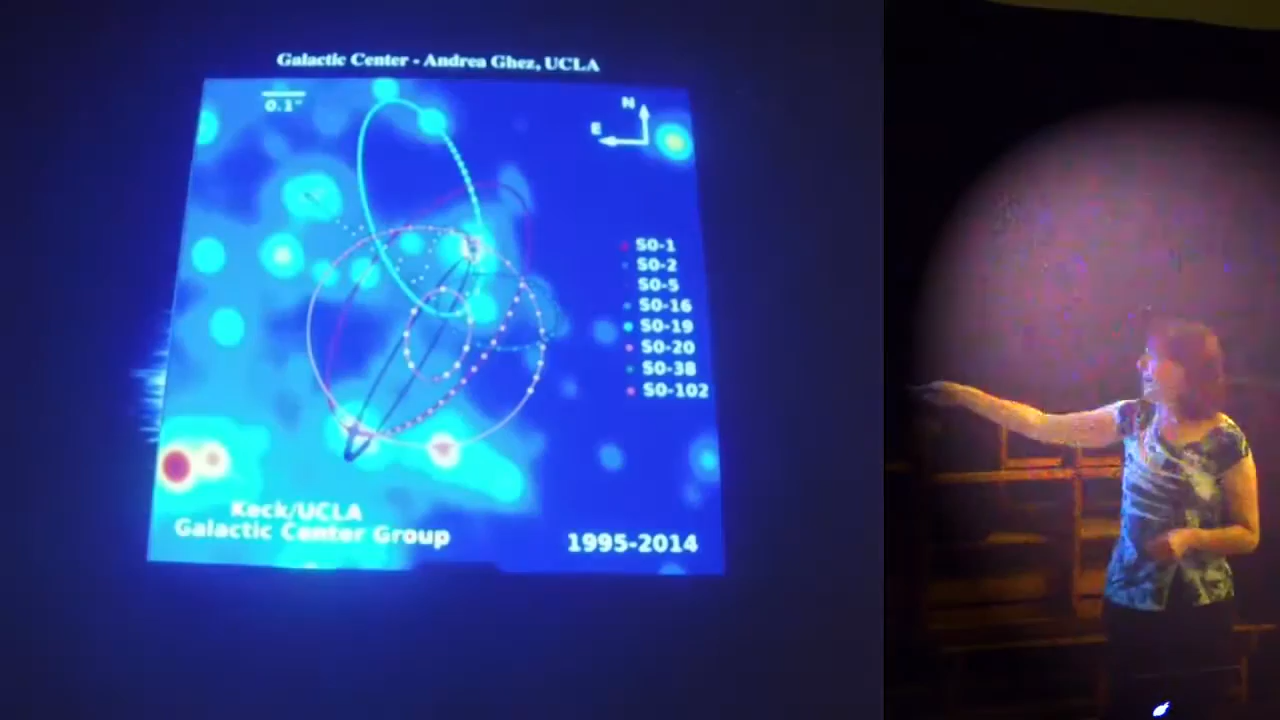 Galactic Center - Andrea Ghez, UCLA
0.1"
N
E
S0-1
S0-2
S0-5
S0-16
S0-19
S0-20
S0-38
S0-102
Keck/UCLA
Galactic Center Group
1995-2014